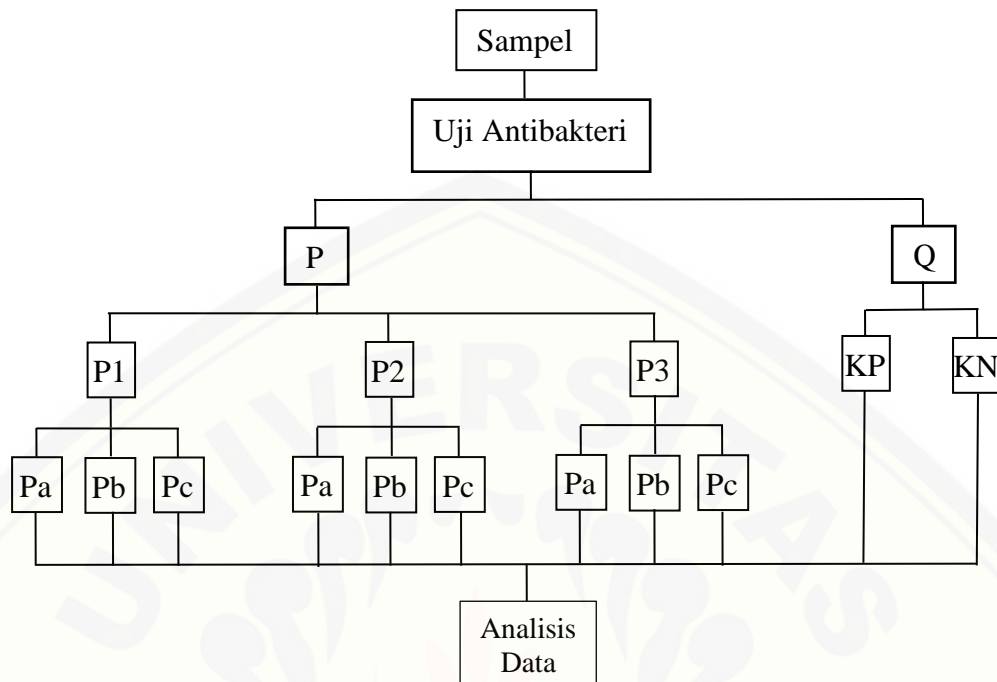 Sampel
Uji Antibakteri
P
Q
P1
P2
P3
KP
KN
Pa
Pb
Pc
Pa
Pb
Pc
Pa
Pb
Pc
Analisis
Data
UNIVERSITAS